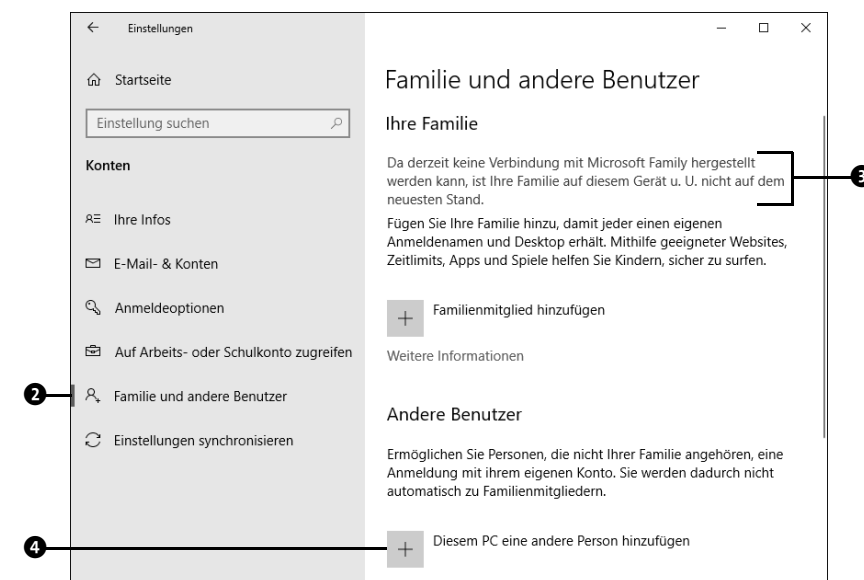 Einstellungen
Startseite
Einstellung suchen
Konten
Ihre Infos
E-Mail- & Konten
Anmeldeoptionen
Auf Arbeits- oder Schulkonto zugreifen
2
Familie und andere Benutzer
Einstellungen synchronisieren
Familie und andere Benutzer
Ihre Familie
Da derzeit keine Verbindung mit Microsoft Family hergestellt
werden kann, ist Ihre Familie auf diesem Gerät u. U. nicht auf dem
neuesten Stand.
3
Fügen Sie Ihre Familie hinzu, damit jeder einen eigenen
Anmeldenamen und Desktop erhält. Mithilfe geeigneter Websites,
Zeitlimits, Apps und Spiele helfen Sie Kindern, sicher zu surfen.
Familienmitglied hinzufügen
Weitere Informationen
Andere Benutzer
Ermöglichen Sie Personen, die nicht Ihrer Familie angehören, eine
Anmeldung mit ihrem eigenen Konto. Sie werden dadurch nicht
automatisch zu Familienmitgliedern.
4
Diesem PC eine andere Person hinzufügen